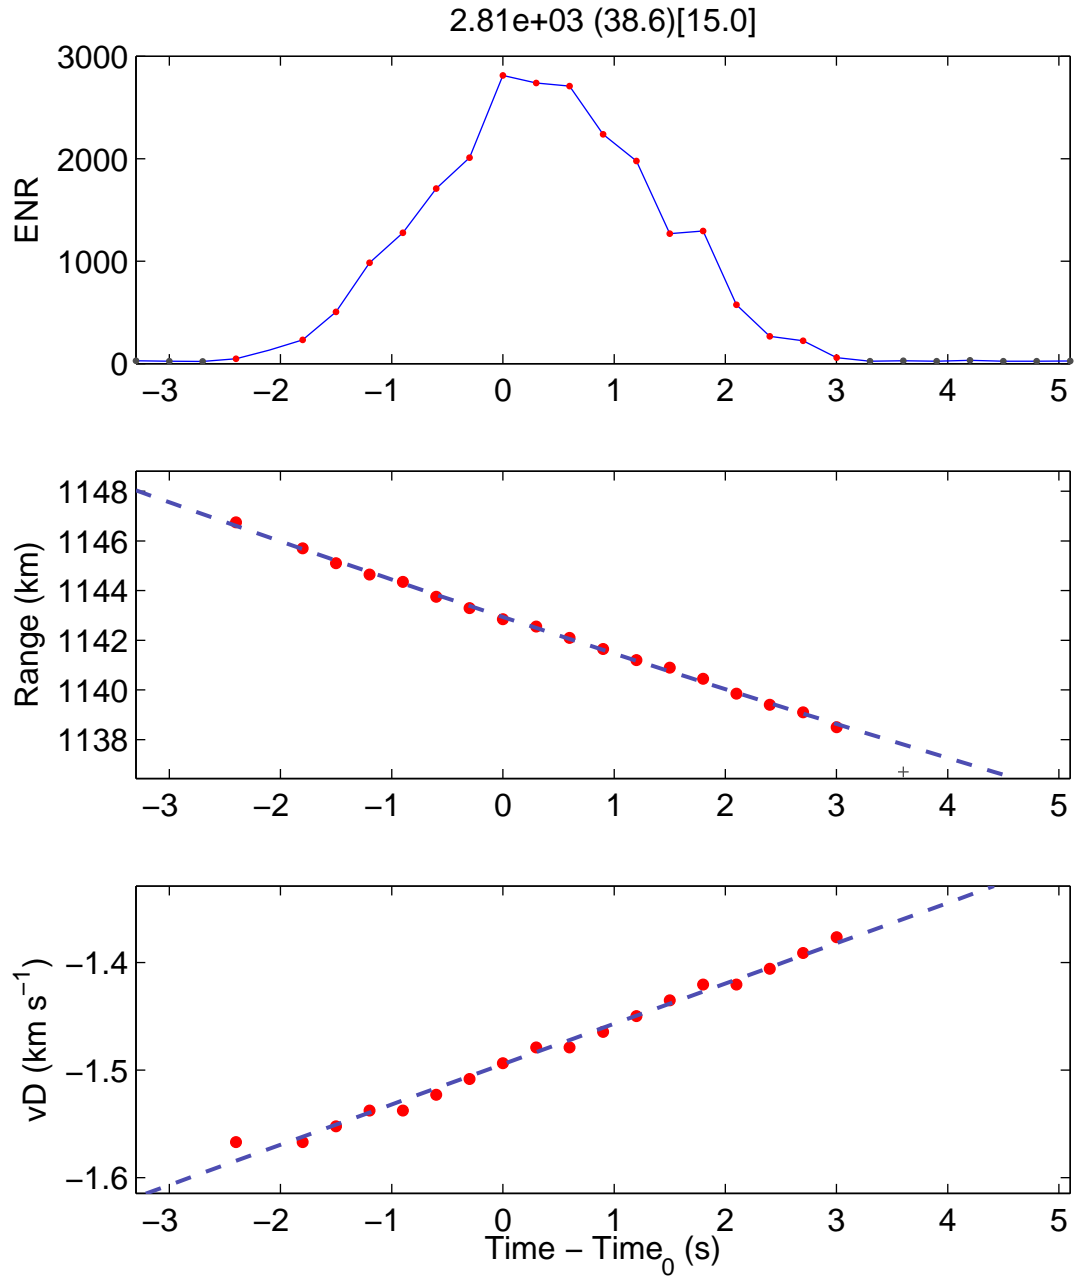 2.81e+03 (38.6)[15.0]
3000
2000
1000
0
ENR
−3 −2 −1 0 1 2 3 4 5
1148
1146
1144
1142
1140
1138
Range (km)
−3 −2 −1 0 1 2 3 4 5
−1.4
−1.5
−1.6
vD (km s⁻¹)
−3 −2 −1 0 1 2 3 4 5
Time − Time₀ (s)